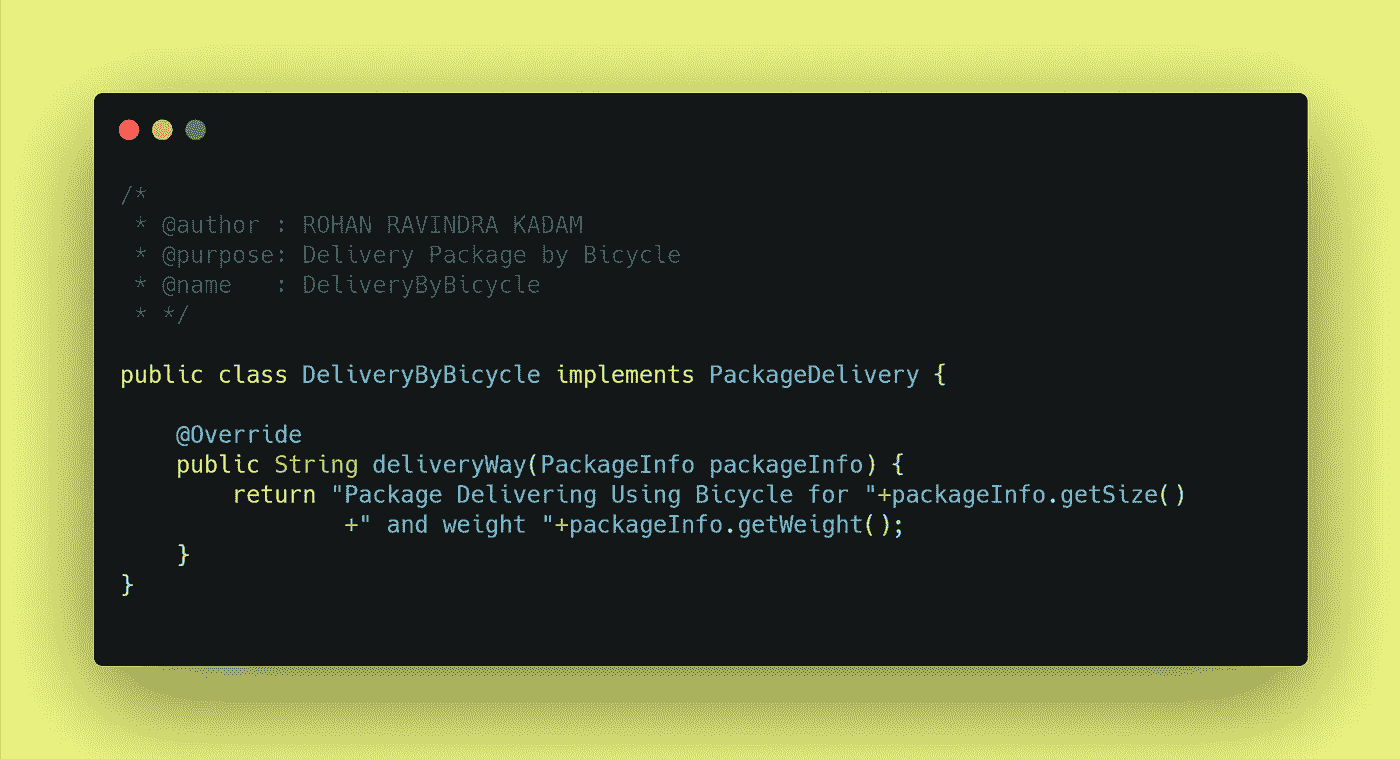 /*
 * @author : ROHAN RAVINDRA KADAM
 * @purpose: Delivery Package by Bicycle
 * @name   : DeliveryByBicycle
 * */
public class DeliveryByBicycle implements PackageDelivery {
    @Override
    public String deliveryWay(PackageInfo packageInfo) {
        return "Package Delivering Using Bicycle for "+packageInfo.getSize()
                +" and weight "+packageInfo.getWeight();
    }
}